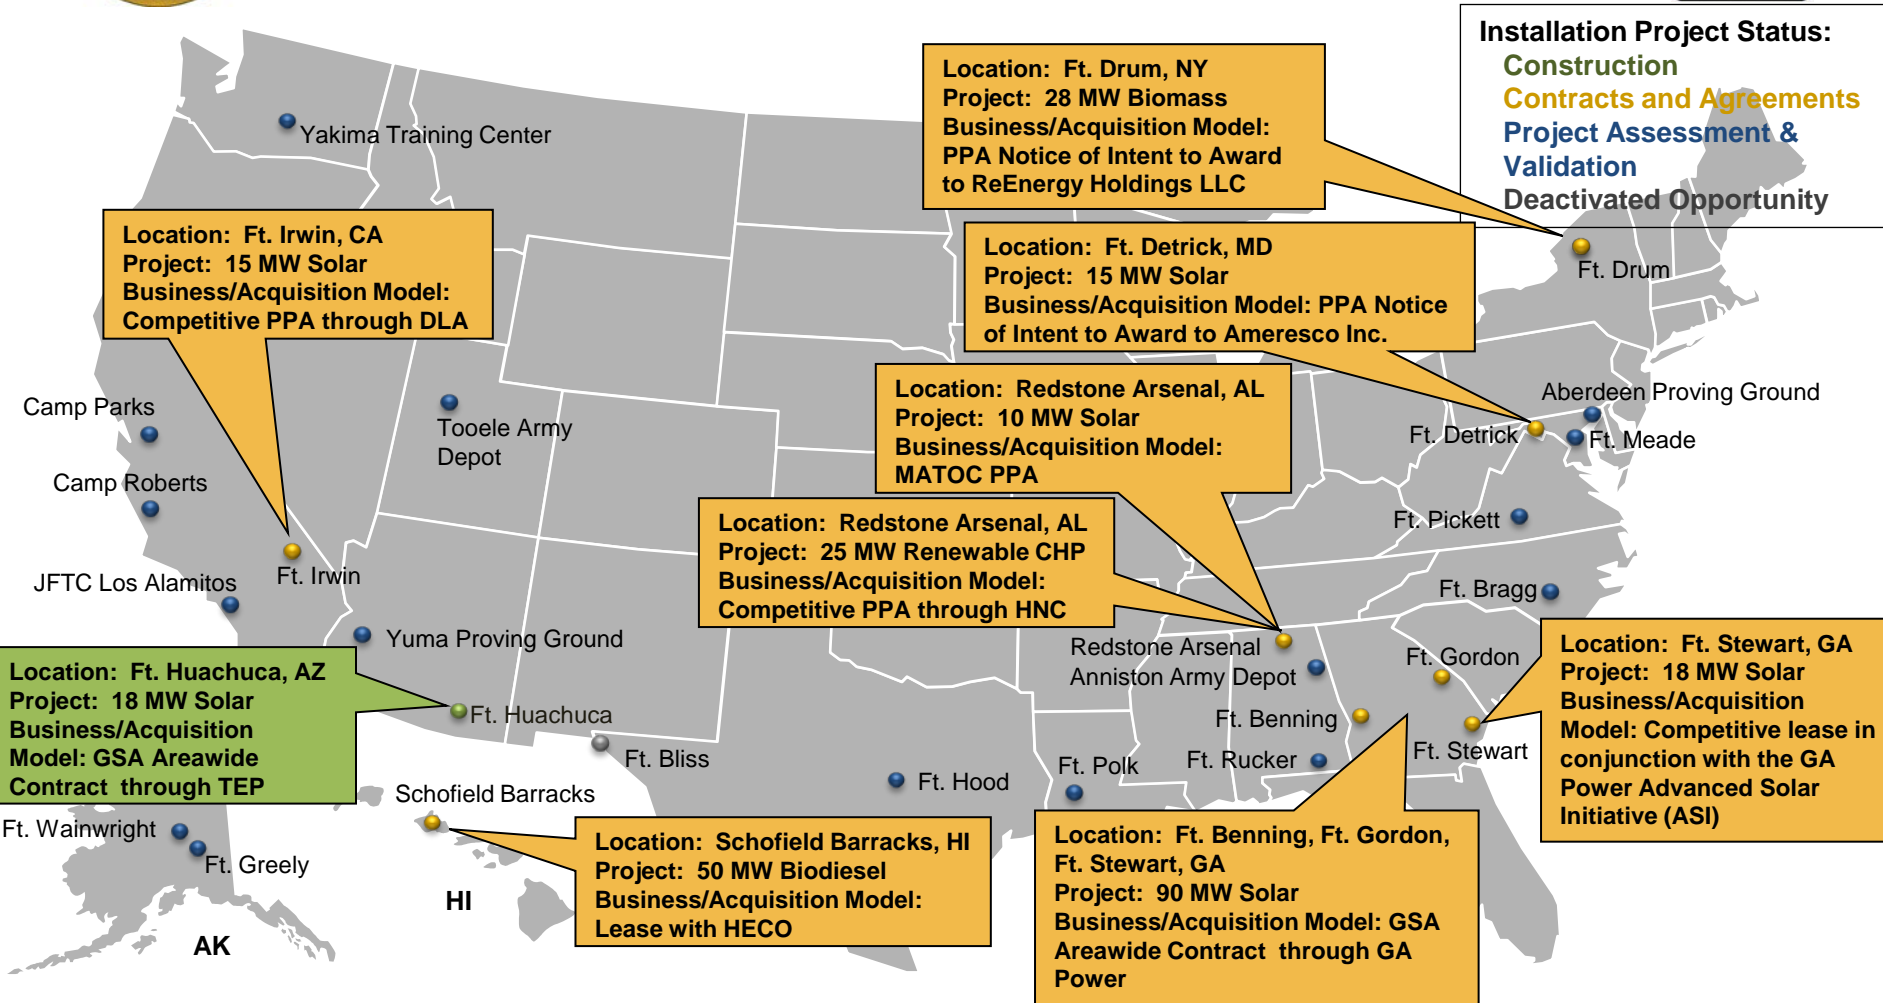 Installation Project Status:
Construction
Contracts and Agreements
Project Assessment &
Validation
Deactivated Opportunity
Location: Ft. Drum, NY
Project: 28 MW Biomass
Business/Acquisition Model:
PPA Notice of Intent to Award
to ReEnergy Holdings LLC
Yakima Training Center
Location: Ft. Irwin, CA
Project: 15 MW Solar
Business/Acquisition Model:
Competitive PPA through DLA
Location: Ft. Detrick, MD
Project: 15 MW Solar
Business/Acquisition Model: PPA Notice
of Intent to Award to Ameresco Inc.
Ft. Drum
Location: Redstone Arsenal, AL
Project: 10 MW Solar
Business/Acquisition Model:
MATOC PPA
Aberdeen Proving Ground
Camp Parks
Tooele Army
Depot
Ft. Detrick
Ft. Meade
Camp Roberts
Location: Redstone Arsenal, AL
Project: 25 MW Renewable CHP
Business/Acquisition Model:
Competitive PPA through HNC
Ft. Pickett
Ft. Irwin
JFTC Los Alamitos
Ft. Bragg
Yuma Proving Ground
Redstone Arsenal
Anniston Army Depot
Ft. Gordon
Location: Ft. Stewart, GA
Project: 18 MW Solar
Business/Acquisition
Model: Competitive lease in
conjunction with the GA
Power Advanced Solar
Initiative (ASI)
Location: Ft. Huachuca, AZ
Project: 18 MW Solar
Business/Acquisition
Model: GSA Areawide
Contract through TEP
Ft. Huachuca
Ft. Benning
Ft. Stewart
Ft. Bliss
Ft. Hood
Ft. Polk
Ft. Rucker
Schofield Barracks
Ft. Wainwright
Ft. Greely
Location: Schofield Barracks, HI
Project: 50 MW Biodiesel
Business/Acquisition Model:
Lease with HECO
Location: Ft. Benning, Ft. Gordon,
Ft. Stewart, GA
Project: 90 MW Solar
Business/Acquisition Model: GSA
Areawide Contract through GA
Power
HI
AK